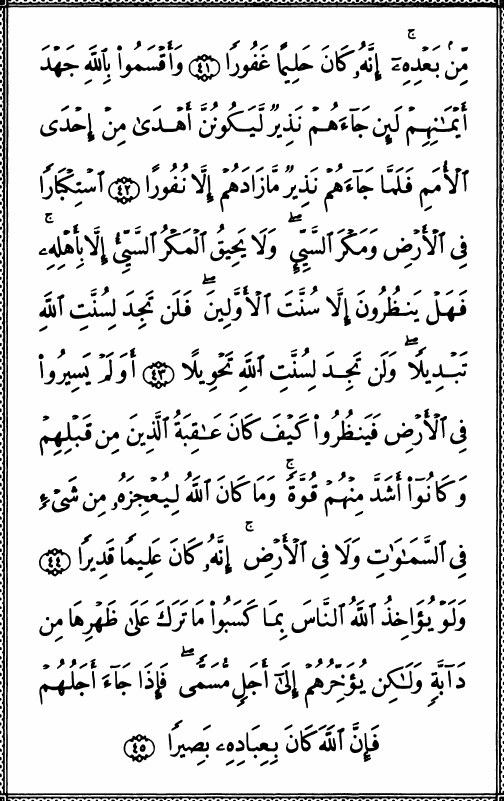 مِّنۢ بَعْدِهِۦٓ ۚ إِنَّهُۥ كَانَ حَلِيمًا غَفُورًا ﴿٤١﴾ وَأَقْسَمُوا۟ بِٱللَّهِ جَهْدَ
أَيْمَـٰنِهِمْ لَئِن جَآءَهُمْ نَذِيرٌ لَّيَكُونُنَّ أَهْدَىٰ مِنْ إِحْدَى
ٱلْأُمَمِ فَلَمَّا جَآءَهُمْ نَذِيرٌ مَّا زَادَهُمْ إِلَّا نُفُورًا ﴿٤٢﴾ ٱسْتِكْبَارًا
فِى ٱلْأَرْضِ وَمَكْرَ ٱلسَّيِّئِ ۖ وَلَا يَحِيقُ ٱلْمَكْرُ ٱلسَّيِّئُ إِلَّا بِأَهْلِهِۦ ۚ
فَهَلْ يَنظُرُونَ إِلَّا سُنَّتَ ٱلْأَوَّلِينَ ۖ فَلَن تَجِدَ لِسُنَّتِ ٱللَّهِ
تَبْدِيلًا ۖ وَلَن تَجِدَ لِسُنَّتِ ٱللَّهِ تَحْوِيلًا ﴿٤٣﴾ أَوَلَمْ يَسِيرُوا۟
فِى ٱلْأَرْضِ فَيَنظُرُوا۟ كَيْفَ كَانَ عَـٰقِبَةُ ٱلَّذِينَ مِن قَبْلِهِمْ
وَكَانُوٓا۟ أَشَدَّ مِنْهُمْ قُوَّةً ۚ وَمَا كَانَ ٱللَّهُ لِيُعْجِزَهُۥ مِن شَىْءٍ
فِى ٱلسَّمَـٰوَٰتِ وَلَا فِى ٱلْأَرْضِ ۚ إِنَّهُۥ كَانَ عَلِيمًا قَدِيرًا ﴿٤٤﴾
وَلَوْ يُؤَاخِذُ ٱللَّهُ ٱلنَّاسَ بِمَا كَسَبُوا۟ مَا تَرَكَ عَلَىٰ ظَهْرِهَا مِن
دَآبَّةٍ وَلَـٰكِن يُؤَخِّرُهُمْ إِلَىٰٓ أَجَلٍ مُّسَمًّى ۖ فَإِذَا جَآءَ أَجَلُهُمْ
فَإِنَّ ٱللَّهَ كَانَ بِعِبَادِهِۦ بَصِيرًا ﴿٤٥﴾